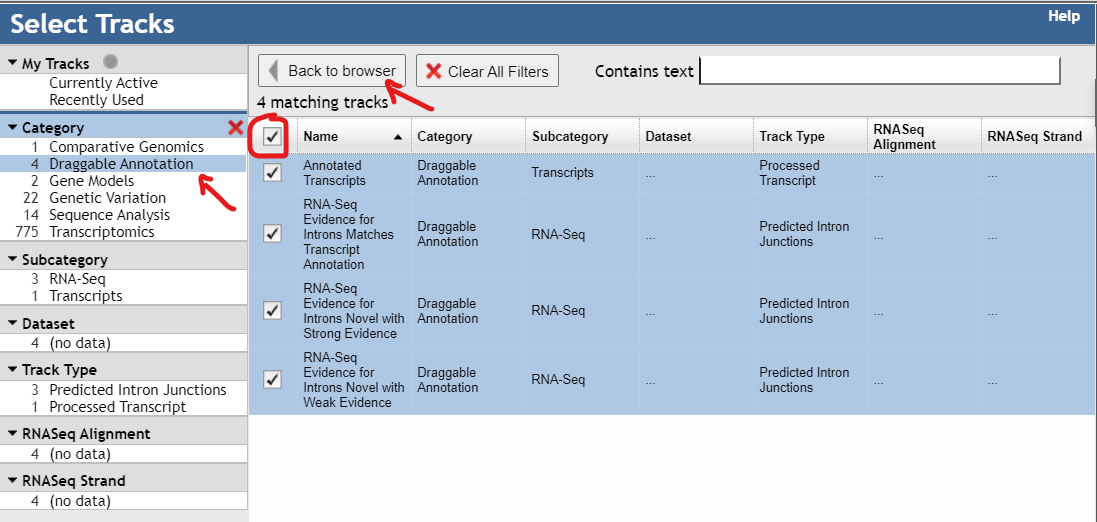 Select Tracks
Help
My Tracks
Currently Active
Recently Used
Category
1 Comparative Genomics
4 Draggable Annotation
2 Gene Models
22 Genetic Variation
14 Sequence Analysis
775 Transcriptomics
Subcategory
3 RNA-Seq
1 Transcripts
Dataset
4 (no data)
Track Type
3 Predicted Intron Junctions
1 Processed Transcript
RNASeq Alignment
4 (no data)
RNASeq Strand
4 (no data)
Back to browser
Clear All Filters
Contains text
4 matching tracks
Name
Category
Subcategory
Dataset
Track Type
RNASeq
Alignment
RNASeq Strand
Annotated
Transcripts
Draggable
Annotation
Transcripts
...
Processed
Transcript
...
...
RNA-Seq
Evidence for
Introns Matches
Transcript
Annotation
Draggable
Annotation
RNA-Seq
...
Predicted Intron
Junctions
...
...
RNA-Seq
Evidence for
Introns Novel with
Strong Evidence
Draggable
Annotation
RNA-Seq
...
Predicted Intron
Junctions
...
...
RNA-Seq
Evidence for
Introns Novel with
Weak Evidence
Draggable
Annotation
RNA-Seq
...
Predicted Intron
Junctions
...
...